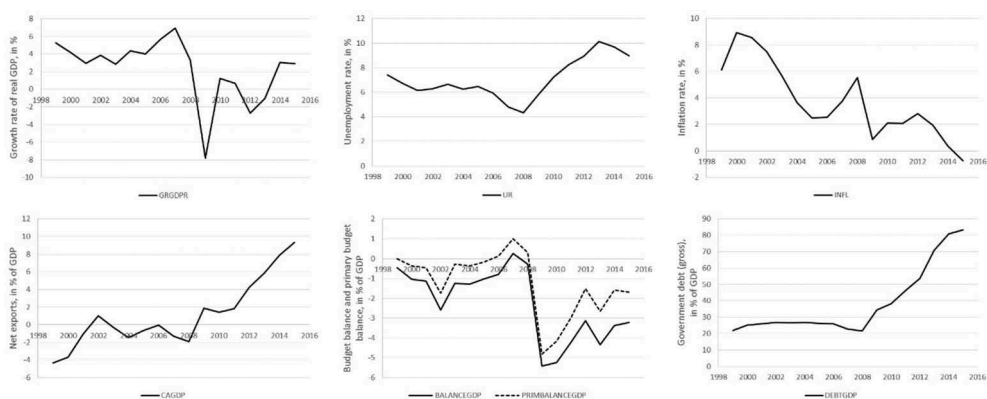 Growth rate of real GDP, in %
8
6
4
2
0
-2
-4
-6
8
-10
1998 2000 2002 2004 2006 2008 2010 2012 2014 2016
GRGDPR
Unemployment rate, in %
12
10
8
6
4
2
0
1998 2000 2002 2004 2006 2008 2010 2012 2014 2016
UR
Inflation rate, in %
10
8
6
4
2
0
-2
1998 2000 2002 2004 2006 2008 2010 2012 2014 2016
INFL
Net exports, in % of GDP
12
10
8
6
4
2
0
-2
-4
-6
1998 2000 2002 2004 2006 2008 2010 2012 2014 2016
CAGDP
Budget balance and primary budget
balance, in % of GDP
2
1
0
-1
-2
-3
-4
-5
-6
1998 2000 2002 2004 2006 2008 2010 2012 2014 2016
BALANCEGDP PRIMBALANCEGDP
Government debt (gross),
in % of GDP
90
80
70
60
50
40
30
20
10
0
1998 2000 2002 2004 2006 2008 2010 2012 2014 2016
DEBTGDP